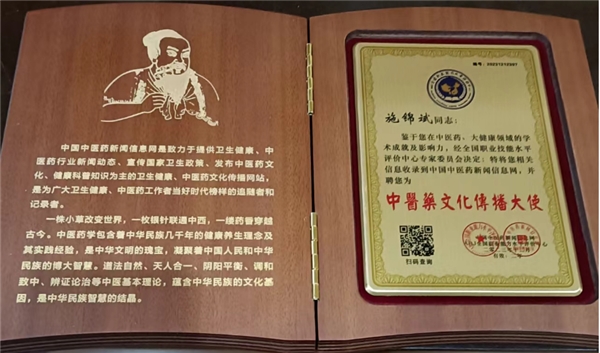 中国中医药新闻信息网是致力于提供卫生健康、中
医药行业新闻动态、宣传国家卫生政策、发布中医药文
化、健康科普知识为主的卫生健康、中医药文化传播网站，
是为广大卫生健康、中医药工作者当好时代榜样的追随者和
记录者。
一株小草改变世界，一枚银针联通中西，一缕药香穿越
古今。中医药学包含着中华民族几千年的健康养生理念及
其实践经验，是中华文明的瑰宝，凝聚着中国人民和中华
民族的博大智慧。道法自然、天人合一、阴阳平衡、调和
致中、辨证论治等中医基本理论，蕴含中华民族的文化基
因，是中华民族智慧的结晶。
编号：20231212597
施锦斌同志：
鉴于您在中医药、大健康领域的学
术成就及影响力，经全国职业技能水平
评价中心专家委员会决定：特将您相关
信息收录到中国中医药新闻信息网，并
聘您为
中醫藥文化傳播大使
扫码查询